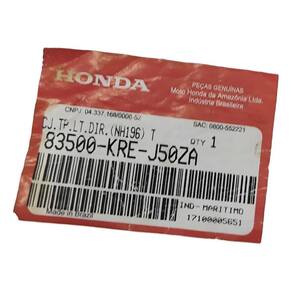 HONDA
PEÇAS GENUÍNAS
Moto Honda da Amazônia Ltda.
Indústria Brasileira
CNPJ: 04.337.168/0006-52
SAC: 0800-552221
CJ.TP.LT.DIR.(NH196) T
QTY 1
83500-KRE-J50ZA
Made in Brazil
IND-MARITIMO
17100005651